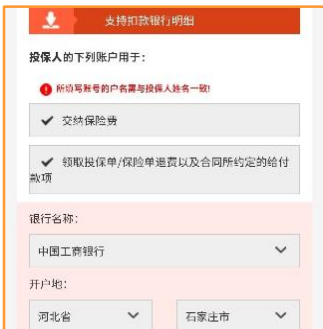 支持扣款银行明细
投保人的下列账户用于：
所填写账号的户名需与投保人姓名一致!
交纳保险费
领取投保单/保险单退费以及合同所约定的给付
款项
银行名称：
中国工商银行
开户地：
河北省 石家庄市